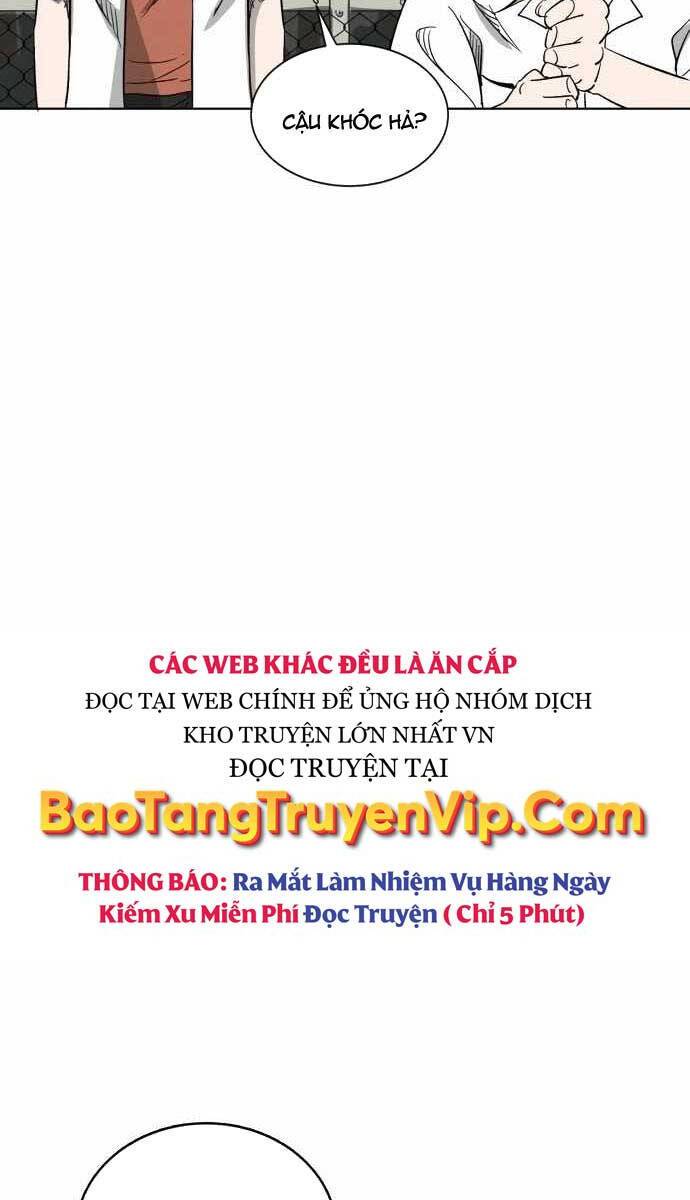 CẬU KHÓC HẢ?
CÁC WEB KHÁC ĐỀU LÀ ĂN CẮP
ĐỌC TẠI WEB CHÍNH ĐỂ ỦNG HỘ NHÓM DỊCH
KHO TRUYỆN LỚN NHẤT VN
ĐỌC TRUYỆN TẠI
BaoTangTruyenVip.Com
THÔNG BÁO: Ra Mắt Làm Nhiệm Vụ Hàng Ngày
Kiếm Xu Miễn Phí Đọc Truyện ( Chỉ 5 Phút)